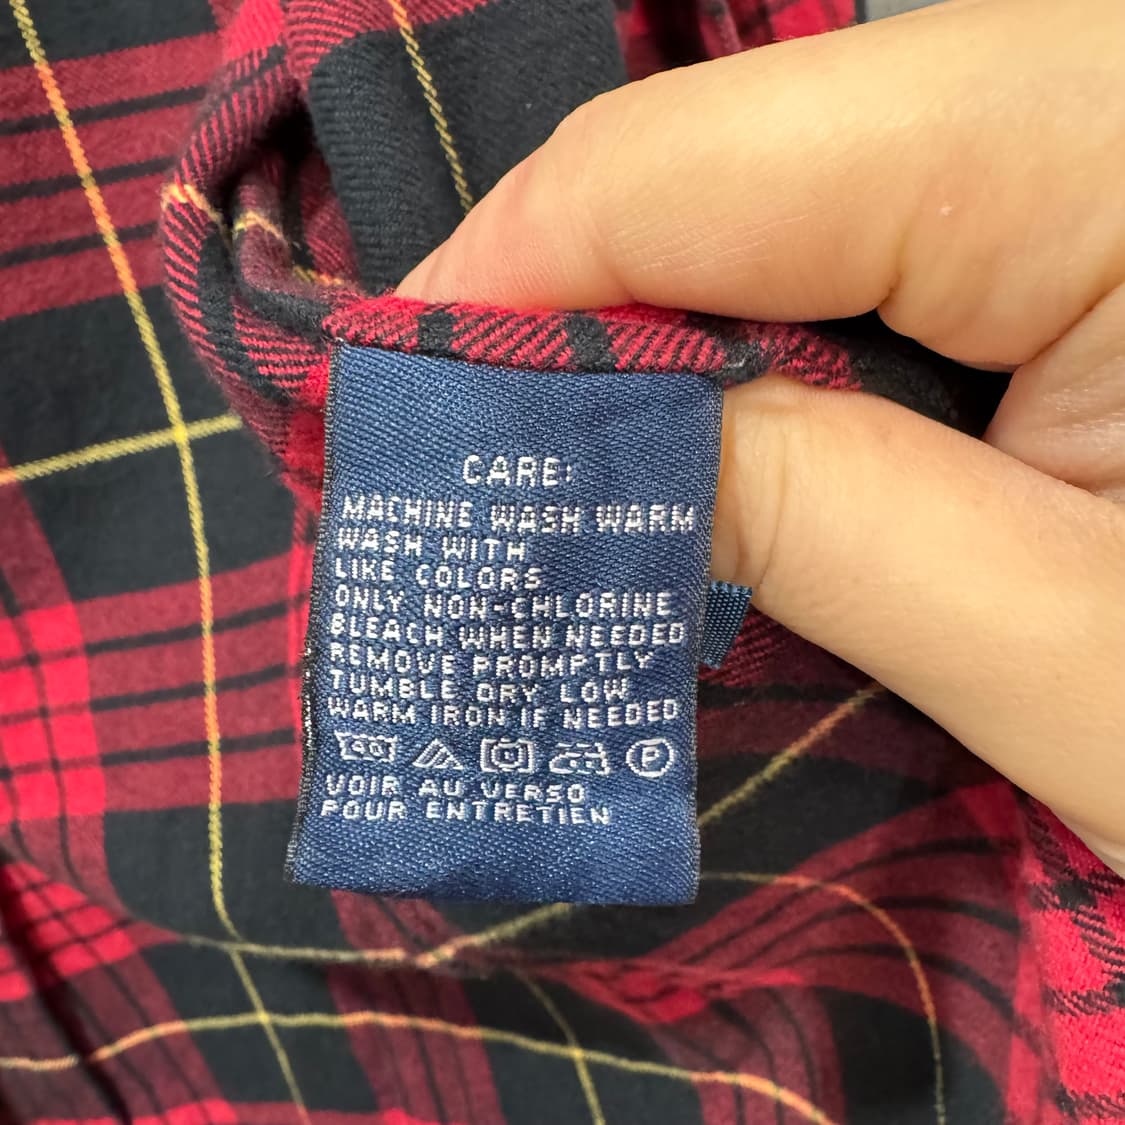 CARE:
MACHINE WASH WARM
WASH WITH
LIKE COLORS
ONLY NON-CHLORINE
BLEACH WHEN NEEDED
REMOVE PROMPTLY
TUMBLE DRY LOW
WARM IRON IF NEEDED
40 P
VOIR AU VERSO
POUR ENTRETIEN